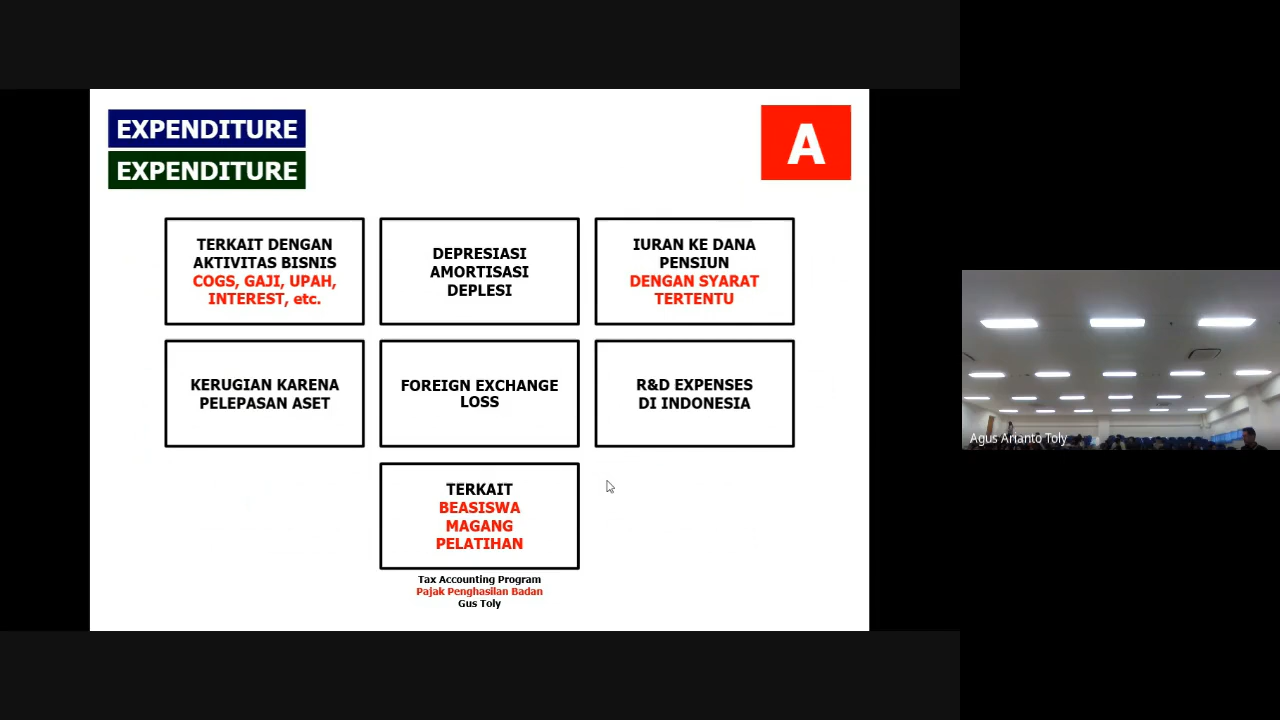 EXPENDITURE
EXPENDITURE
A
TERKAIT DENGAN
AKTIVITAS BISNIS
COGS, GAJI, UPAH,
INTEREST, etc.
DEPRESIASI
AMORTISASI
DEPLESI
IURAN KE DANA
PENSIUN
DENGAN SYARAT
TERTENTU
KERUGIAN KARENA
PELEPASAN ASET
FOREIGN EXCHANGE
LOSS
R&D EXPENSES
DI INDONESIA
TERKAIT
BEASISWA
MAGANG
PELATIHAN
Tax Accounting Program
Pajak Penghasilan Badan
Gus Toly
Agus Arianto Toly